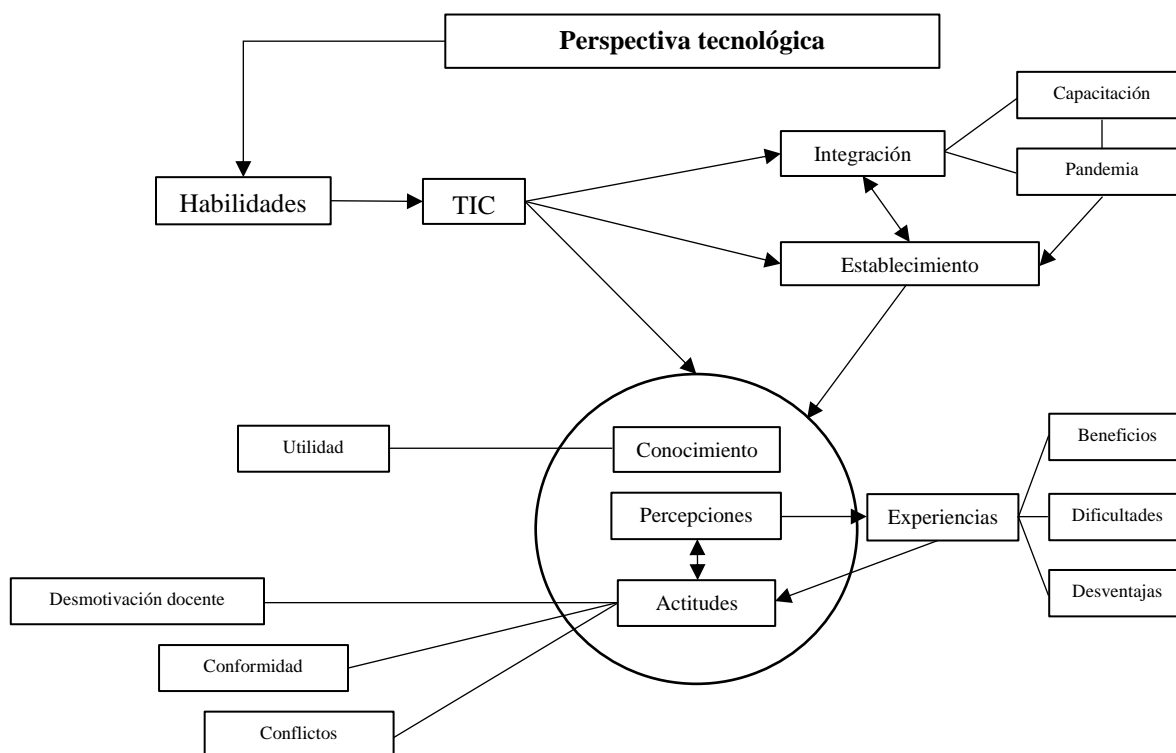 Perspectiva tecnológica
Capacitación
Integración
Pandemia
Habilidades
TIC
Establecimiento
Utilidad
Conocimiento
Beneficios
Percepciones
Experiencias
Dificultades
Desmotivación docente
Actitudes
Desventajas
Conformidad
Conflictos